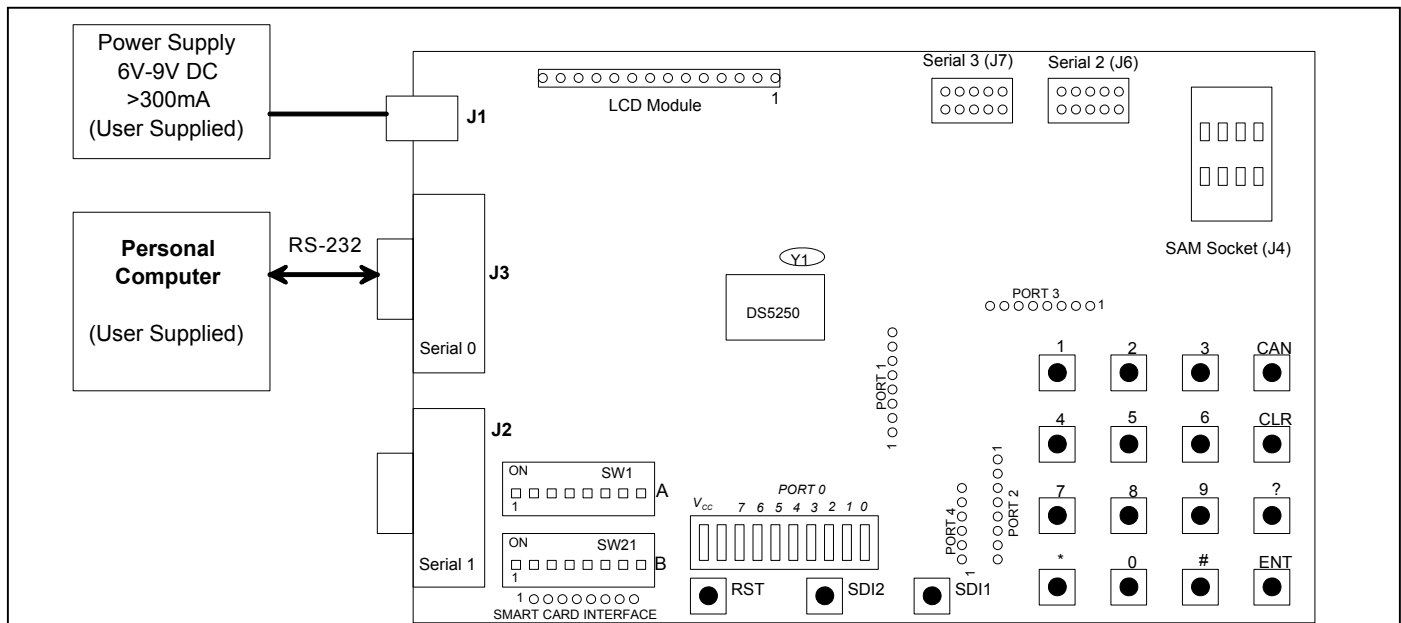 Power Supply
6V-9V DC
>300mA
(User Supplied)
J1
LCD Module
1
Serial 3 (J7)
Serial 2 (J6)
SAM Socket (J4)
Personal
Computer
(User Supplied)
RS-232
J3
Serial 0
Y1
DS5250
PORT 3
1
PORT 1
1
J2
Serial 1
ON
SW1
1
A
ON
SW21
1
B
1
SMART CARD INTERFACE
PORT 0
Vcc 7 6 5 4 3 2 1 0
RST
SDI2
SDI1
PORT 4
1
PORT 2
1
1 2 3 CAN
4 5 6 CLR
7 8 9 ?
* 0 # ENT